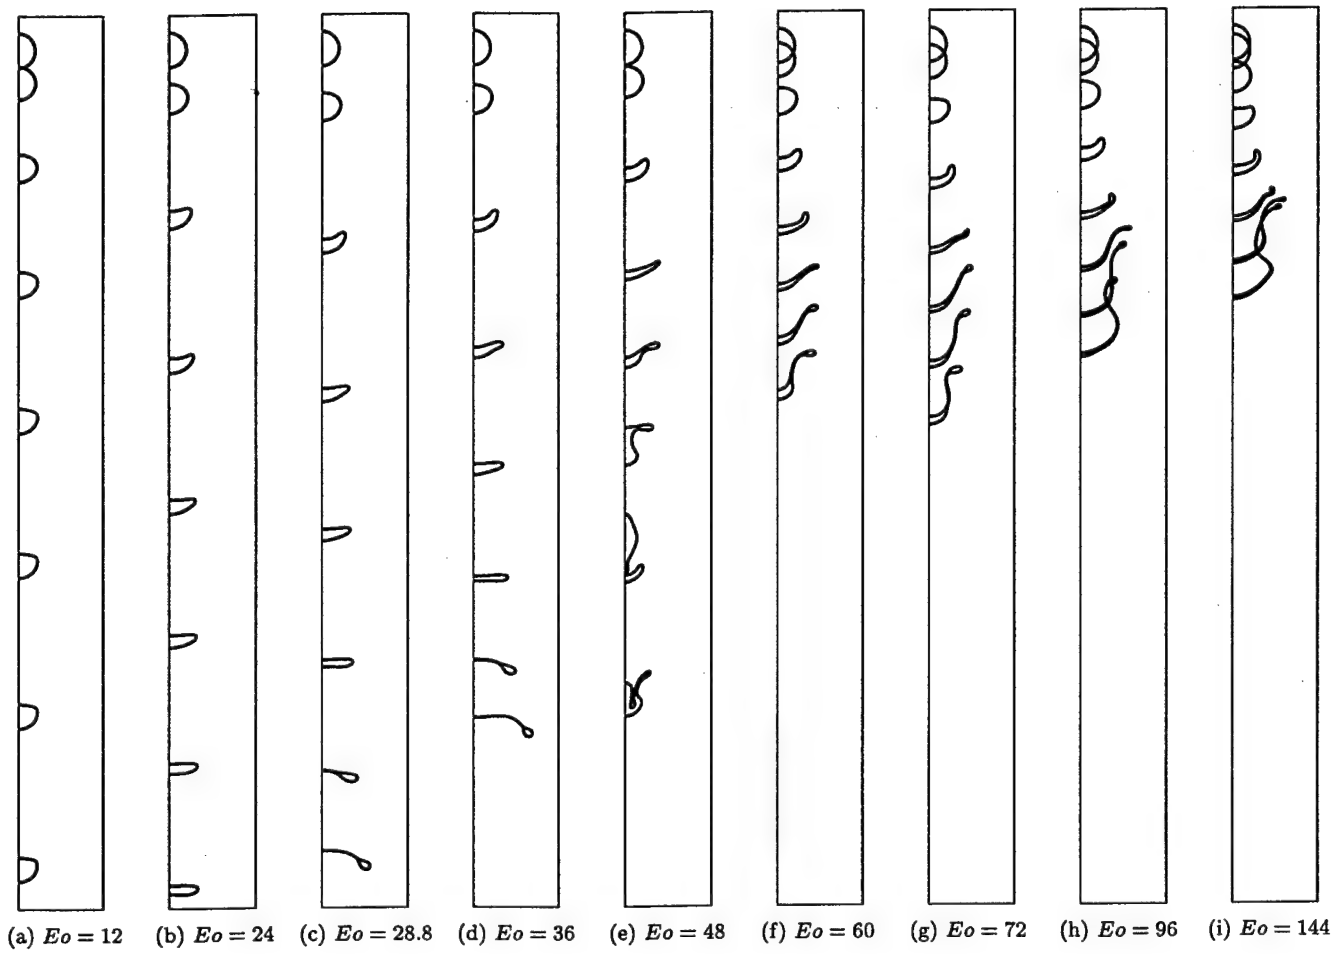 (a) Eo = 12 (b) Eo = 24 (c) Eo = 28.8 (d) Eo = 36 (e) Eo = 48 (f) Eo = 60 (g) Eo = 72 (h) Eo = 96 (i) Eo = 144